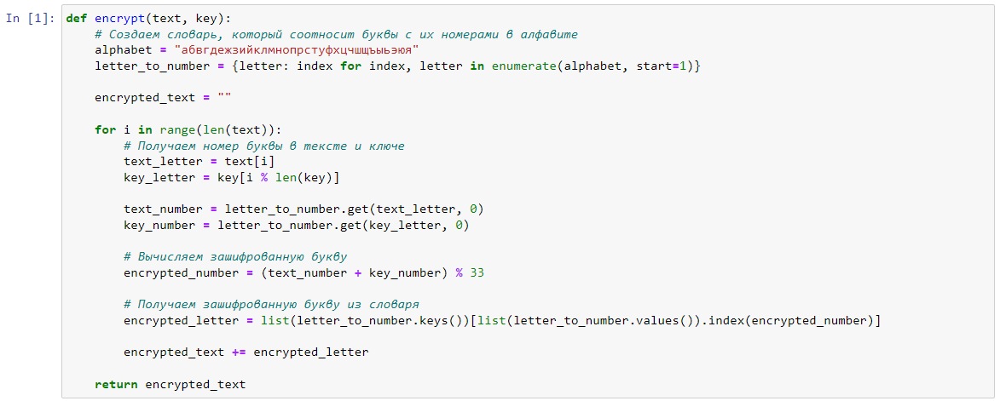 In [1]: def encrypt(text, key):
    # Создаем словарь, который соотносит буквы с их номерами в алфавите
    alphabet = "абвгдежзийклмнопрстуфхцчшщъыьэюя"
    letter_to_number = {letter: index for index, letter in enumerate(alphabet, start=1)}

    encrypted_text = ""

    for i in range(len(text)):
        # Получаем номер буквы в тексте и ключе
        text_letter = text[i]
        key_letter = key[i % len(key)]

        text_number = letter_to_number.get(text_letter, 0)
        key_number = letter_to_number.get(key_letter, 0)

        # Вычисляем зашифрованную букву
        encrypted_number = (text_number + key_number) % 33

        # Получаем зашифрованную букву из словаря
        encrypted_letter = list(letter_to_number.keys())[list(letter_to_number.values()).index(encrypted_number)]

        encrypted_text += encrypted_letter

    return encrypted_text